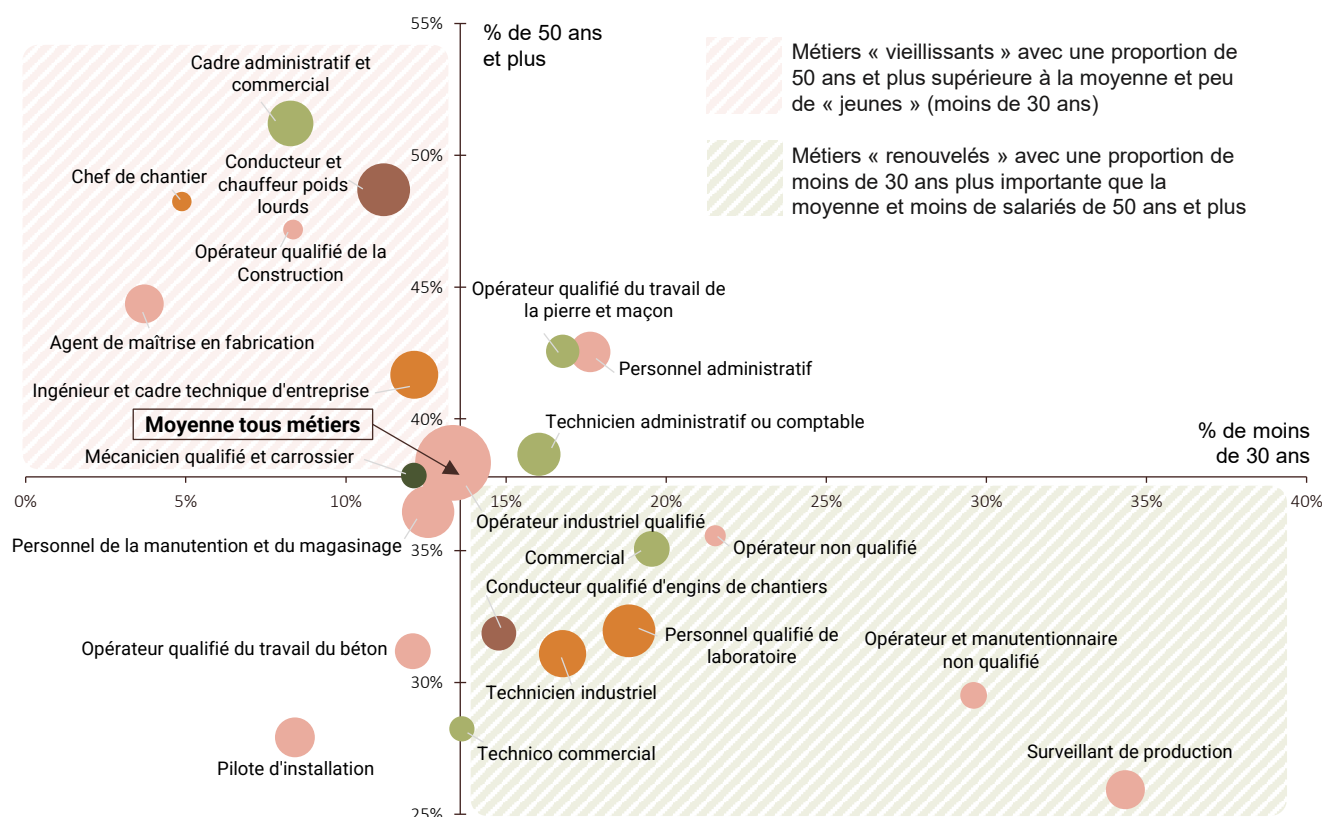 55%
% de 50 ans
et plus
Métiers « vieillissants » avec une proportion de
50 ans et plus supérieure à la moyenne et peu
de « jeunes » (moins de 30 ans)
Métiers « renouvelés » avec une proportion de
moins de 30 ans plus importante que la
moyenne et moins de salariés de 50 ans et plus
Cadre administratif et
commercial
50%
Conducteur et
chauffeur poids
lourds
Chef de chantier
Opérateur qualifié de la
Construction
45%
Opérateur qualifié du travail de
la pierre et maçon
Agent de maîtrise en fabrication
Personnel administratif
Ingénieur et cadre technique d'entreprise
40%
Moyenne tous métiers
Technicien administratif ou comptable
% de moins
de 30 ans
Mécanicien qualifié et carrossier
0%
5%
10%
15%
20%
25%
30%
35%
40%
Opérateur industriel qualifié
Personnel de la manutention et du magasinage
35%
Commercial
Opérateur non qualifié
Conducteur qualifié d'engins de chantiers
Personnel qualifié de
laboratoire
Opérateur et manutentionnaire
non qualifié
Opérateur qualifié du travail du béton
30%
Technicien industriel
Technico commercial
Surveillant de production
Pilote d'installation
25%